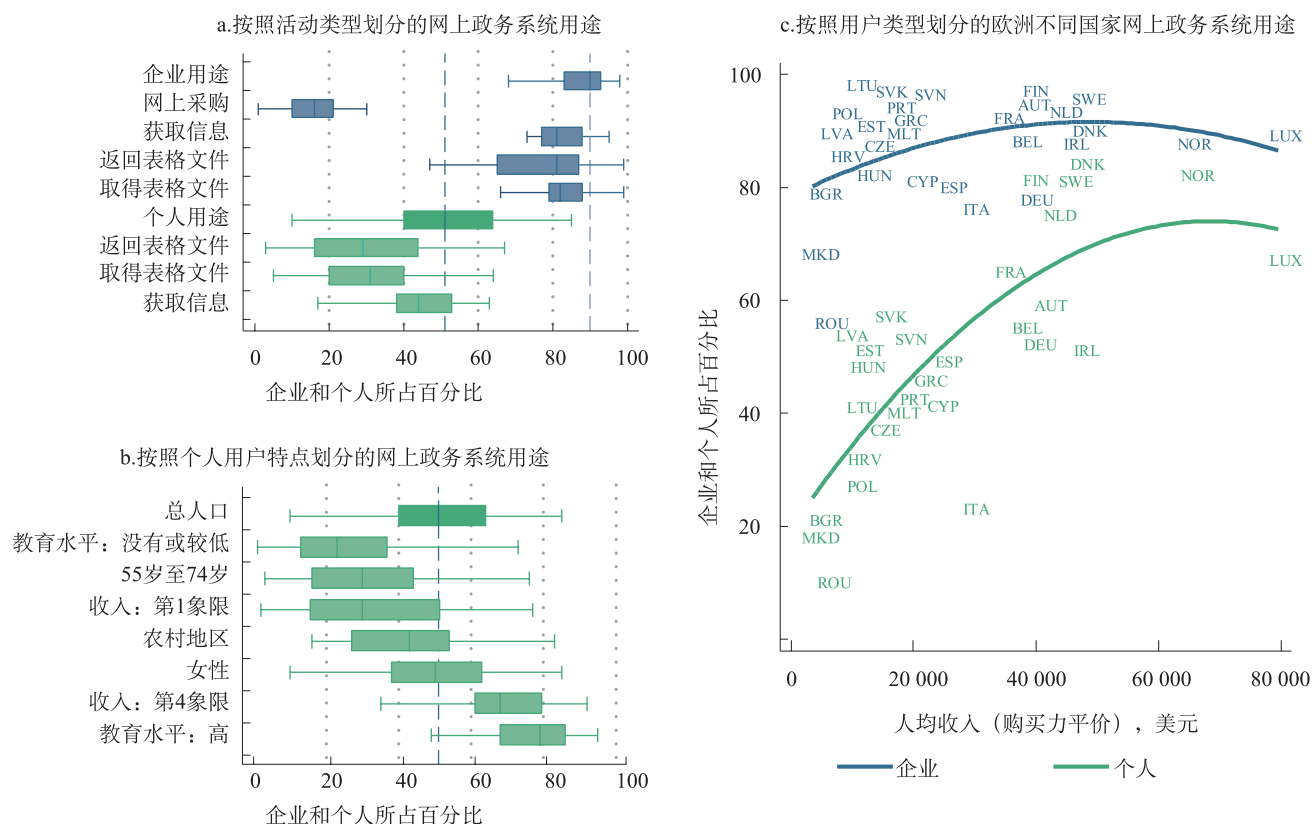 a.按照活动类型划分的网上政务系统用途
企业用途
网上采购
获取信息
返回表格文件
取得表格文件
个人用途
返回表格文件
取得表格文件
获取信息
0 20 40 60 80 100
企业和个人所占百分比
b.按照个人用户特点划分的网上政务系统用途
总人口
教育水平：没有或较低
55岁至74岁
收入：第1象限
农村地区
女性
收入：第4象限
教育水平：高
0 20 40 60 80 100
企业和个人所占百分比
c.按照用户类型划分的欧洲不同国家网上政务系统用途
企业和个人所占百分比
100
80
60
40
20
LTU
SVK
SVN
FIN
SWE
PRT
AUT
POL
NLD
GRC
FRA
EST
LVA
MLT
DNK
LUX
CZE
BEL
IRL
NOR
HRV
HUN
CYP
ESP
BGR
DEU
ITA
MKD
ROU
DNK
FIN
SWE
NOR
NLD
LUX
FRA
AUT
SVK
BEL
LVA
SVN
DEU
EST
IRL
HUN
ESP
GRC
LTU
PRT
CYP
MLT
CZE
HRV
POL
ITA
BGR
MKD
ROU
0 20 000 40 000 60 000 80 000
人均收入（购买力平价），美元
企业 个人